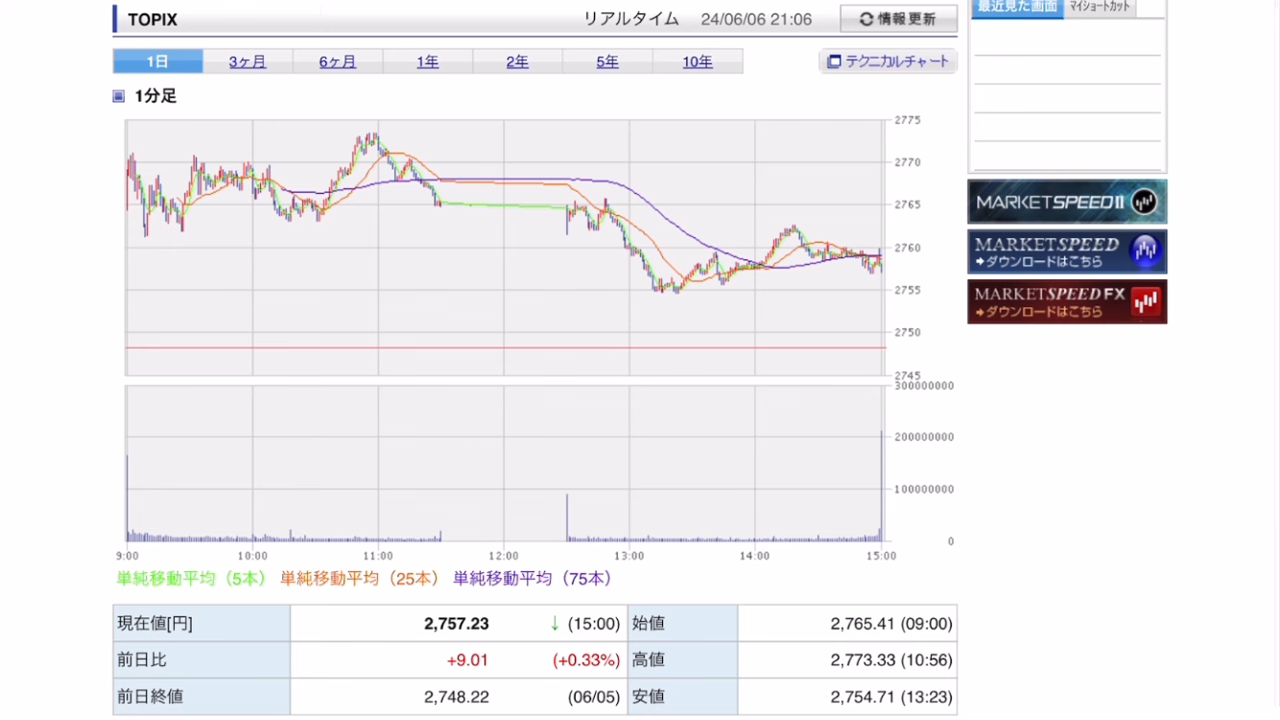 最近見た画面 マイショートカット
TOPIX リアルタイム 24/06/06 21:06 情報更新
1日 3ヶ月 6ヶ月 1年 2年 5年 10年 テクニカルチャート
1分足
2775
2770
2765
2760
2755
2750
2745
300000000
200000000
100000000
0
9:00 10:00 11:00 12:00 13:00 14:00 15:00
単純移動平均（5本） 単純移動平均（25本） 単純移動平均（75本）
現在値[円] 2,757.23 ↓ (15:00) 始値 2,765.41 (09:00)
前日比 +9.01 (+0.33%) 高値 2,773.33 (10:56)
前日終値 2,748.22 (06/05) 安値 2,754.71 (13:23)
MARKETSPEED II
MARKETSPEED
ダウンロードはこちら
MARKETSPEED FX
ダウンロードはこちら